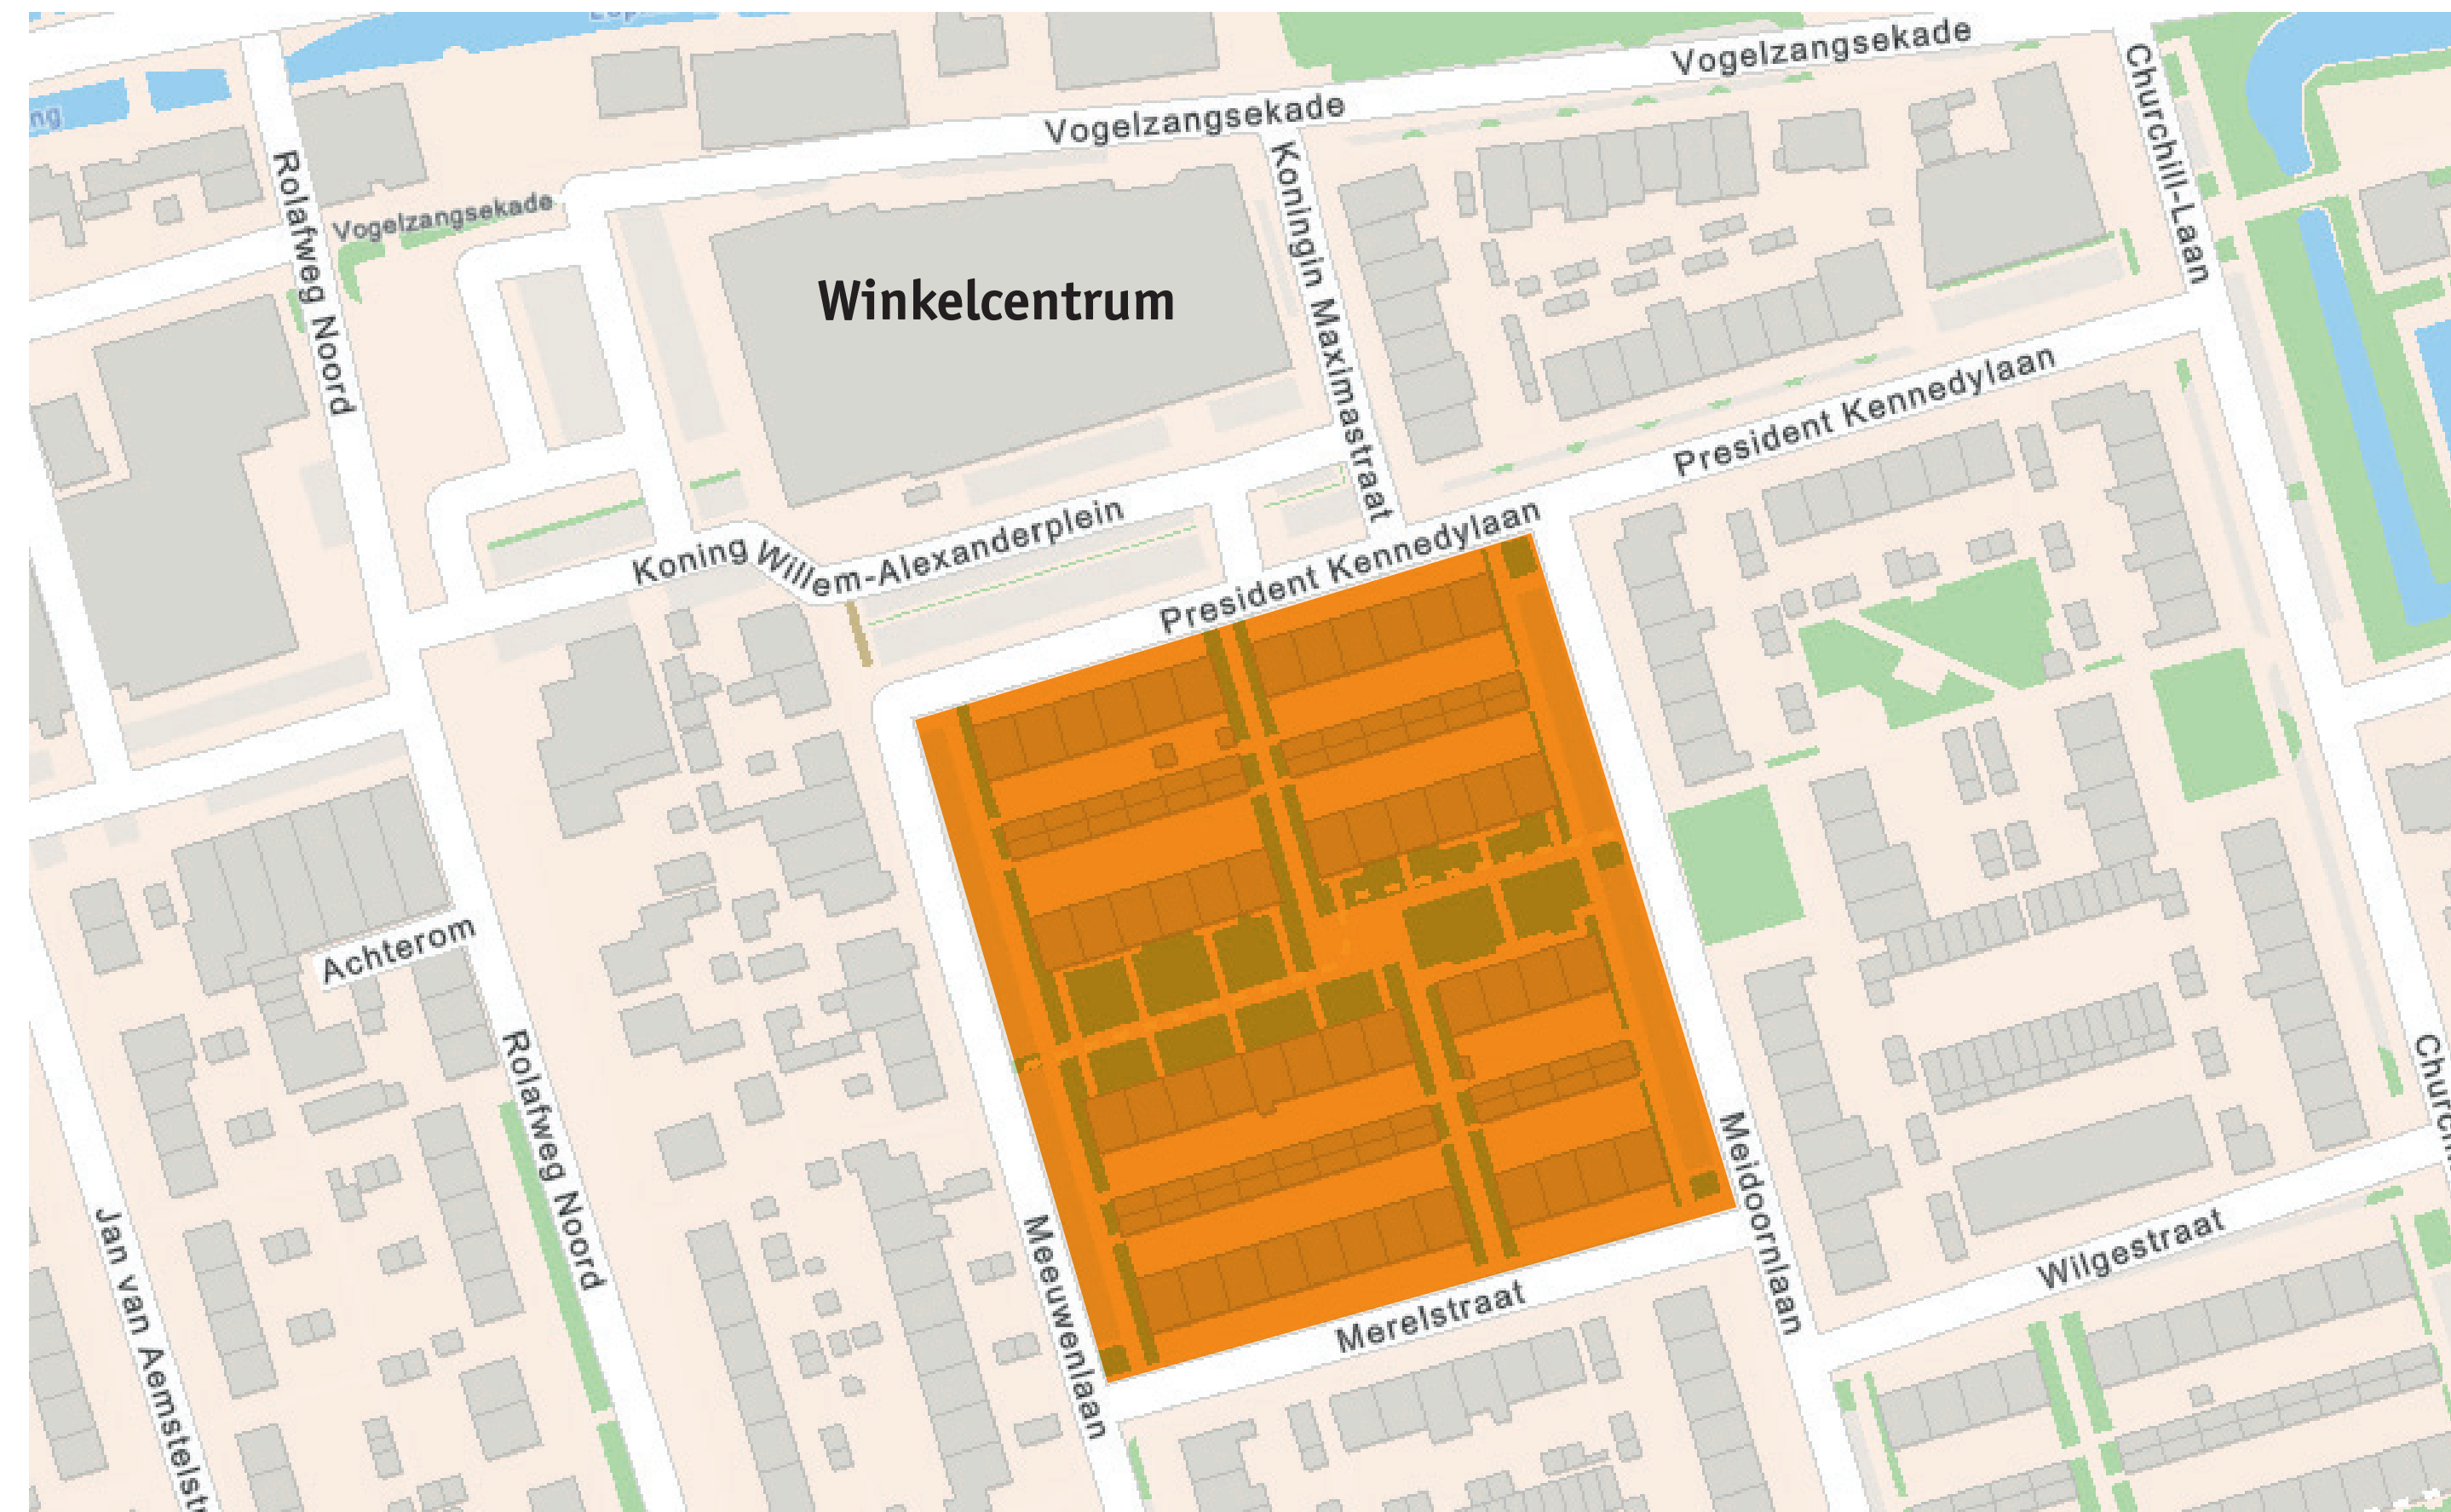 Vogelzangsekade
Vogelzangsekade
Churchill-Laan
Rolafweg Noord
Vogelzangsekade
Koningin Maximastraat
Winkelcentrum
President Kennedylaan
Koning Willem-Alexanderplein
President Kennedylaan
Achterom
Rolafweg Noord
Meidoornlaan
Jan van Aemstelstr
Meeuwenlaan
Merelstraat
Wilgestraat